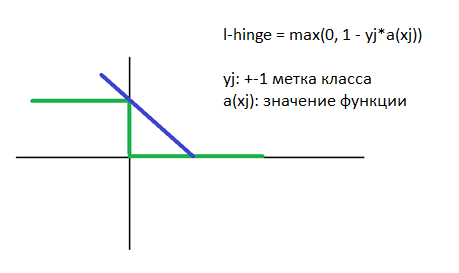 l-hinge = max(0, 1 - yj*a(xj))
yj: +-1 метка класса
a(xj): значение функции